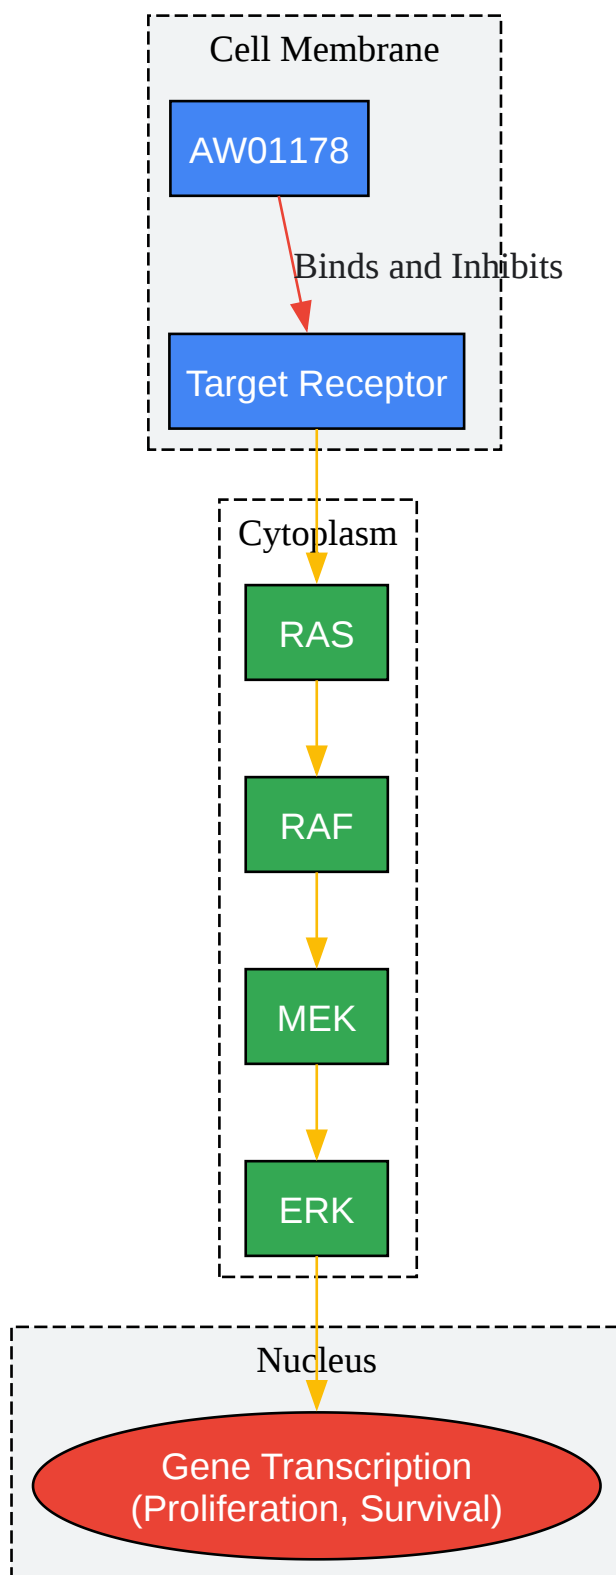 Cell Membrane
AW01178
Binds and Inhibits
Target Receptor
Cytoplasm
RAS
RAF
MEK
ERK
Nucleus
Gene Transcription
(Proliferation, Survival)